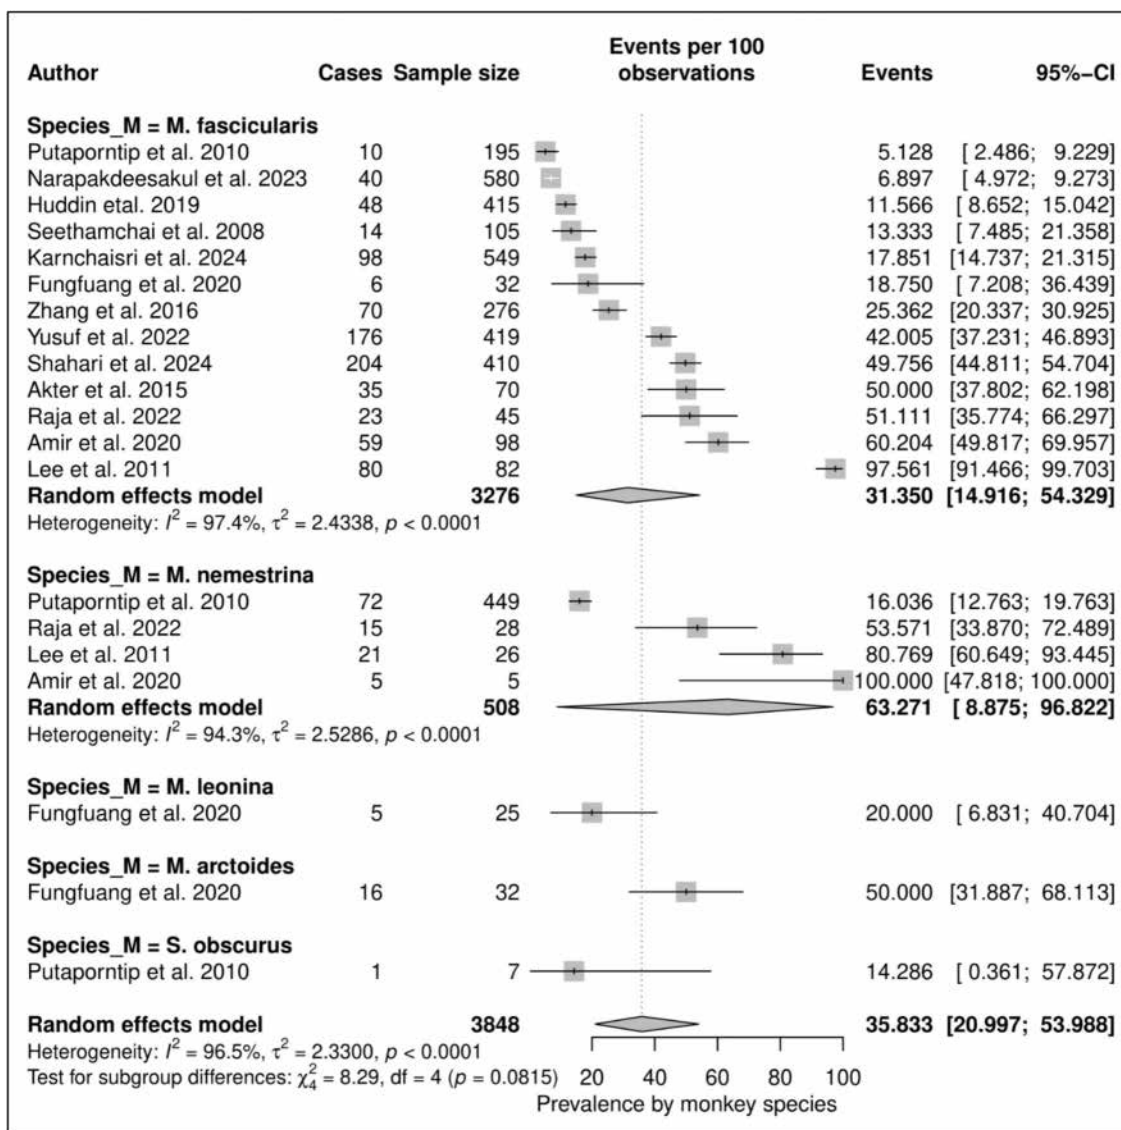 Author Cases Sample size Events per 100 observations Events 95%−CI
Species_M = M. fascicularis
Putaporntip et al. 2010 10 195 5.128 [ 2.486; 9.229]
Narapakdeesakul et al. 2023 40 580 6.897 [ 4.972; 9.273]
Huddin etal. 2019 48 415 11.566 [ 8.652; 15.042]
Seethamchai et al. 2008 14 105 13.333 [ 7.485; 21.358]
Karnchaisri et al. 2024 98 549 17.851 [14.737; 21.315]
Fungfuang et al. 2020 6 32 18.750 [ 7.208; 36.439]
Zhang et al. 2016 70 276 25.362 [20.337; 30.925]
Yusuf et al. 2022 176 419 42.005 [37.231; 46.893]
Shahari et al. 2024 204 410 49.756 [44.811; 54.704]
Akter et al. 2015 35 70 50.000 [37.802; 62.198]
Raja et al. 2022 23 45 51.111 [35.774; 66.297]
Amir et al. 2020 59 98 60.204 [49.817; 69.957]
Lee et al. 2011 80 82 97.561 [91.466; 99.703]
Random effects model 3276 31.350 [14.916; 54.329]
Heterogeneity: I² = 97.4%, τ² = 2.4338, p < 0.0001
Species_M = M. nemestrina
Putaporntip et al. 2010 72 449 16.036 [12.763; 19.763]
Raja et al. 2022 15 28 53.571 [33.870; 72.489]
Lee et al. 2011 21 26 80.769 [60.649; 93.445]
Amir et al. 2020 5 5 100.000 [47.818; 100.000]
Random effects model 508 63.271 [ 8.875; 96.822]
Heterogeneity: I² = 94.3%, τ² = 2.5286, p < 0.0001
Species_M = M. leonina
Fungfuang et al. 2020 5 25 20.000 [ 6.831; 40.704]
Species_M = M. arctoides
Fungfuang et al. 2020 16 32 50.000 [31.887; 68.113]
Species_M = S. obscurus
Putaporntip et al. 2010 1 7 14.286 [ 0.361; 57.872]
Random effects model 3848 35.833 [20.997; 53.988]
Heterogeneity: I² = 96.5%, τ² = 2.3300, p < 0.0001
Test for subgroup differences: χ²₄ = 8.29, df = 4 (p = 0.0815)
20 40 60 80 100
Prevalence by monkey species